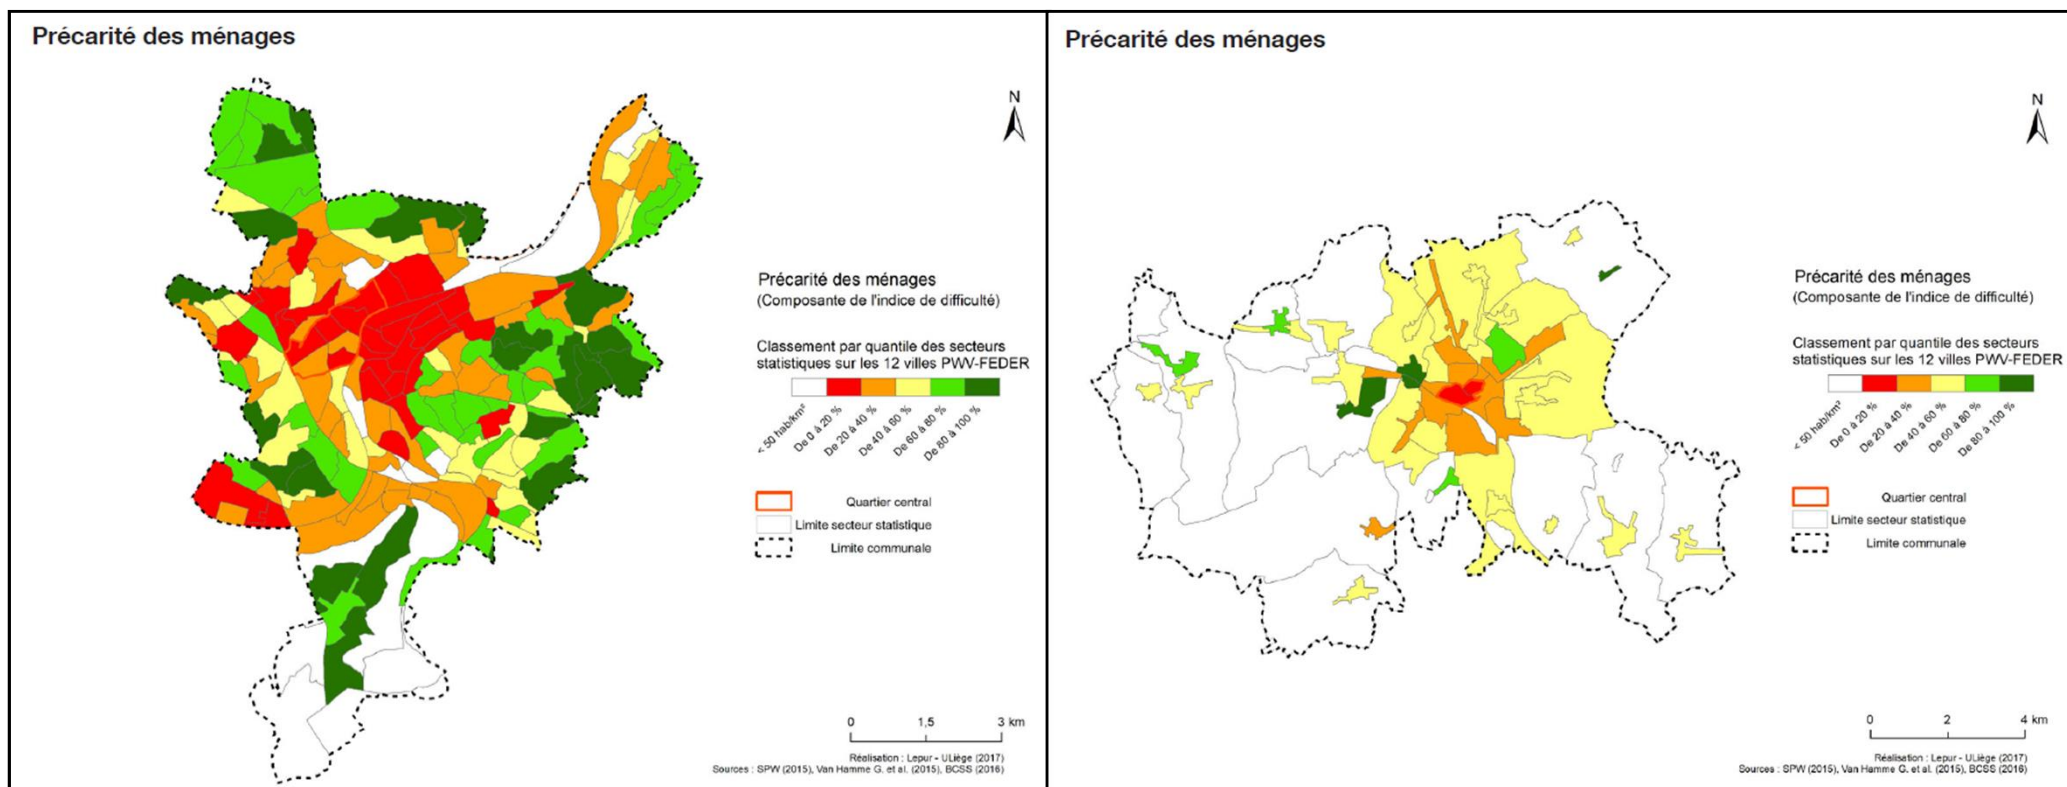 Précarité des ménages
N
Précarité des ménages
(Composante de l'indice de difficulté)
Classement par quantile des secteurs
statistiques sur les 12 villes PWV-FEDER
< 50 hab/km²
De 0 à 20 %
De 20 à 40 %
De 40 à 60 %
De 60 à 80 %
De 80 à 100 %
Quartier central
Limite secteur statistique
Limite communale
0 1,5 3 km
Réalisation : Lepur - ULiège (2017)
Sources : SPW (2015), Van Hamme G. et al. (2015), BCSS (2016)
Précarité des ménages
N
Précarité des ménages
(Composante de l'indice de difficulté)
Classement par quantile des secteurs
statistiques sur les 12 villes PWV-FEDER
< 50 hab/km²
De 0 à 20 %
De 20 à 40 %
De 40 à 60 %
De 60 à 80 %
De 80 à 100 %
Quartier central
Limite secteur statistique
Limite communale
0 2 4 km
Réalisation : Lepur - ULiège (2017)
Sources : SPW (2015), Van Hamme G. et al. (2015), BCSS (2016)